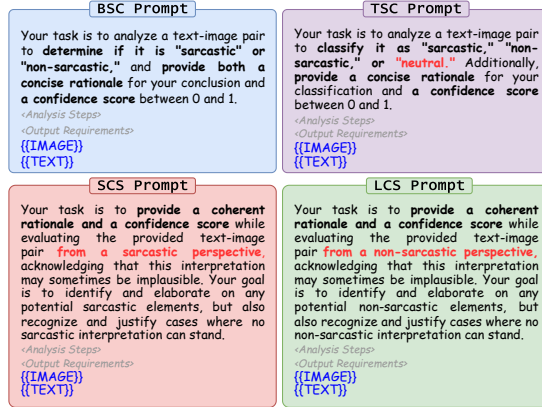 BSC Prompt
Your task is to analyze a text-image pair
to determine if it is "sarcastic" or
"non-sarcastic," and provide both a
concise rationale for your conclusion and
a confidence score between 0 and 1.
<Analysis Steps>
<Output Requirements>
{{IMAGE}}
{{TEXT}}
TSC Prompt
Your task is to analyze a text-image pair
to classify it as "sarcastic," "non-
sarcastic," or "neutral." Additionally,
provide a concise rationale for your
classification and a confidence score
between 0 and 1.
<Analysis Steps>
<Output Requirements>
{{IMAGE}}
{{TEXT}}
SCS Prompt
Your task is to provide a coherent
rationale and a confidence score while
evaluating the provided text-image
pair from a sarcastic perspective,
acknowledging that this interpretation
may sometimes be implausible. Your goal
is to identify and elaborate on any
potential sarcastic elements, but also
recognize and justify cases where no
sarcastic interpretation can stand.
<Analysis Steps>
<Output Requirements>
{{IMAGE}}
{{TEXT}}
LCS Prompt
Your task is to provide a coherent
rationale and a confidence score while
evaluating the provided text-image
pair from a non-sarcastic perspective,
acknowledging that this interpretation
may sometimes be implausible. Your goal
is to identify and elaborate on any
potential non-sarcastic elements, but
also recognize and justify cases where no
non-sarcastic interpretation can stand.
<Analysis Steps>
<Output Requirements>
{{IMAGE}}
{{TEXT}}